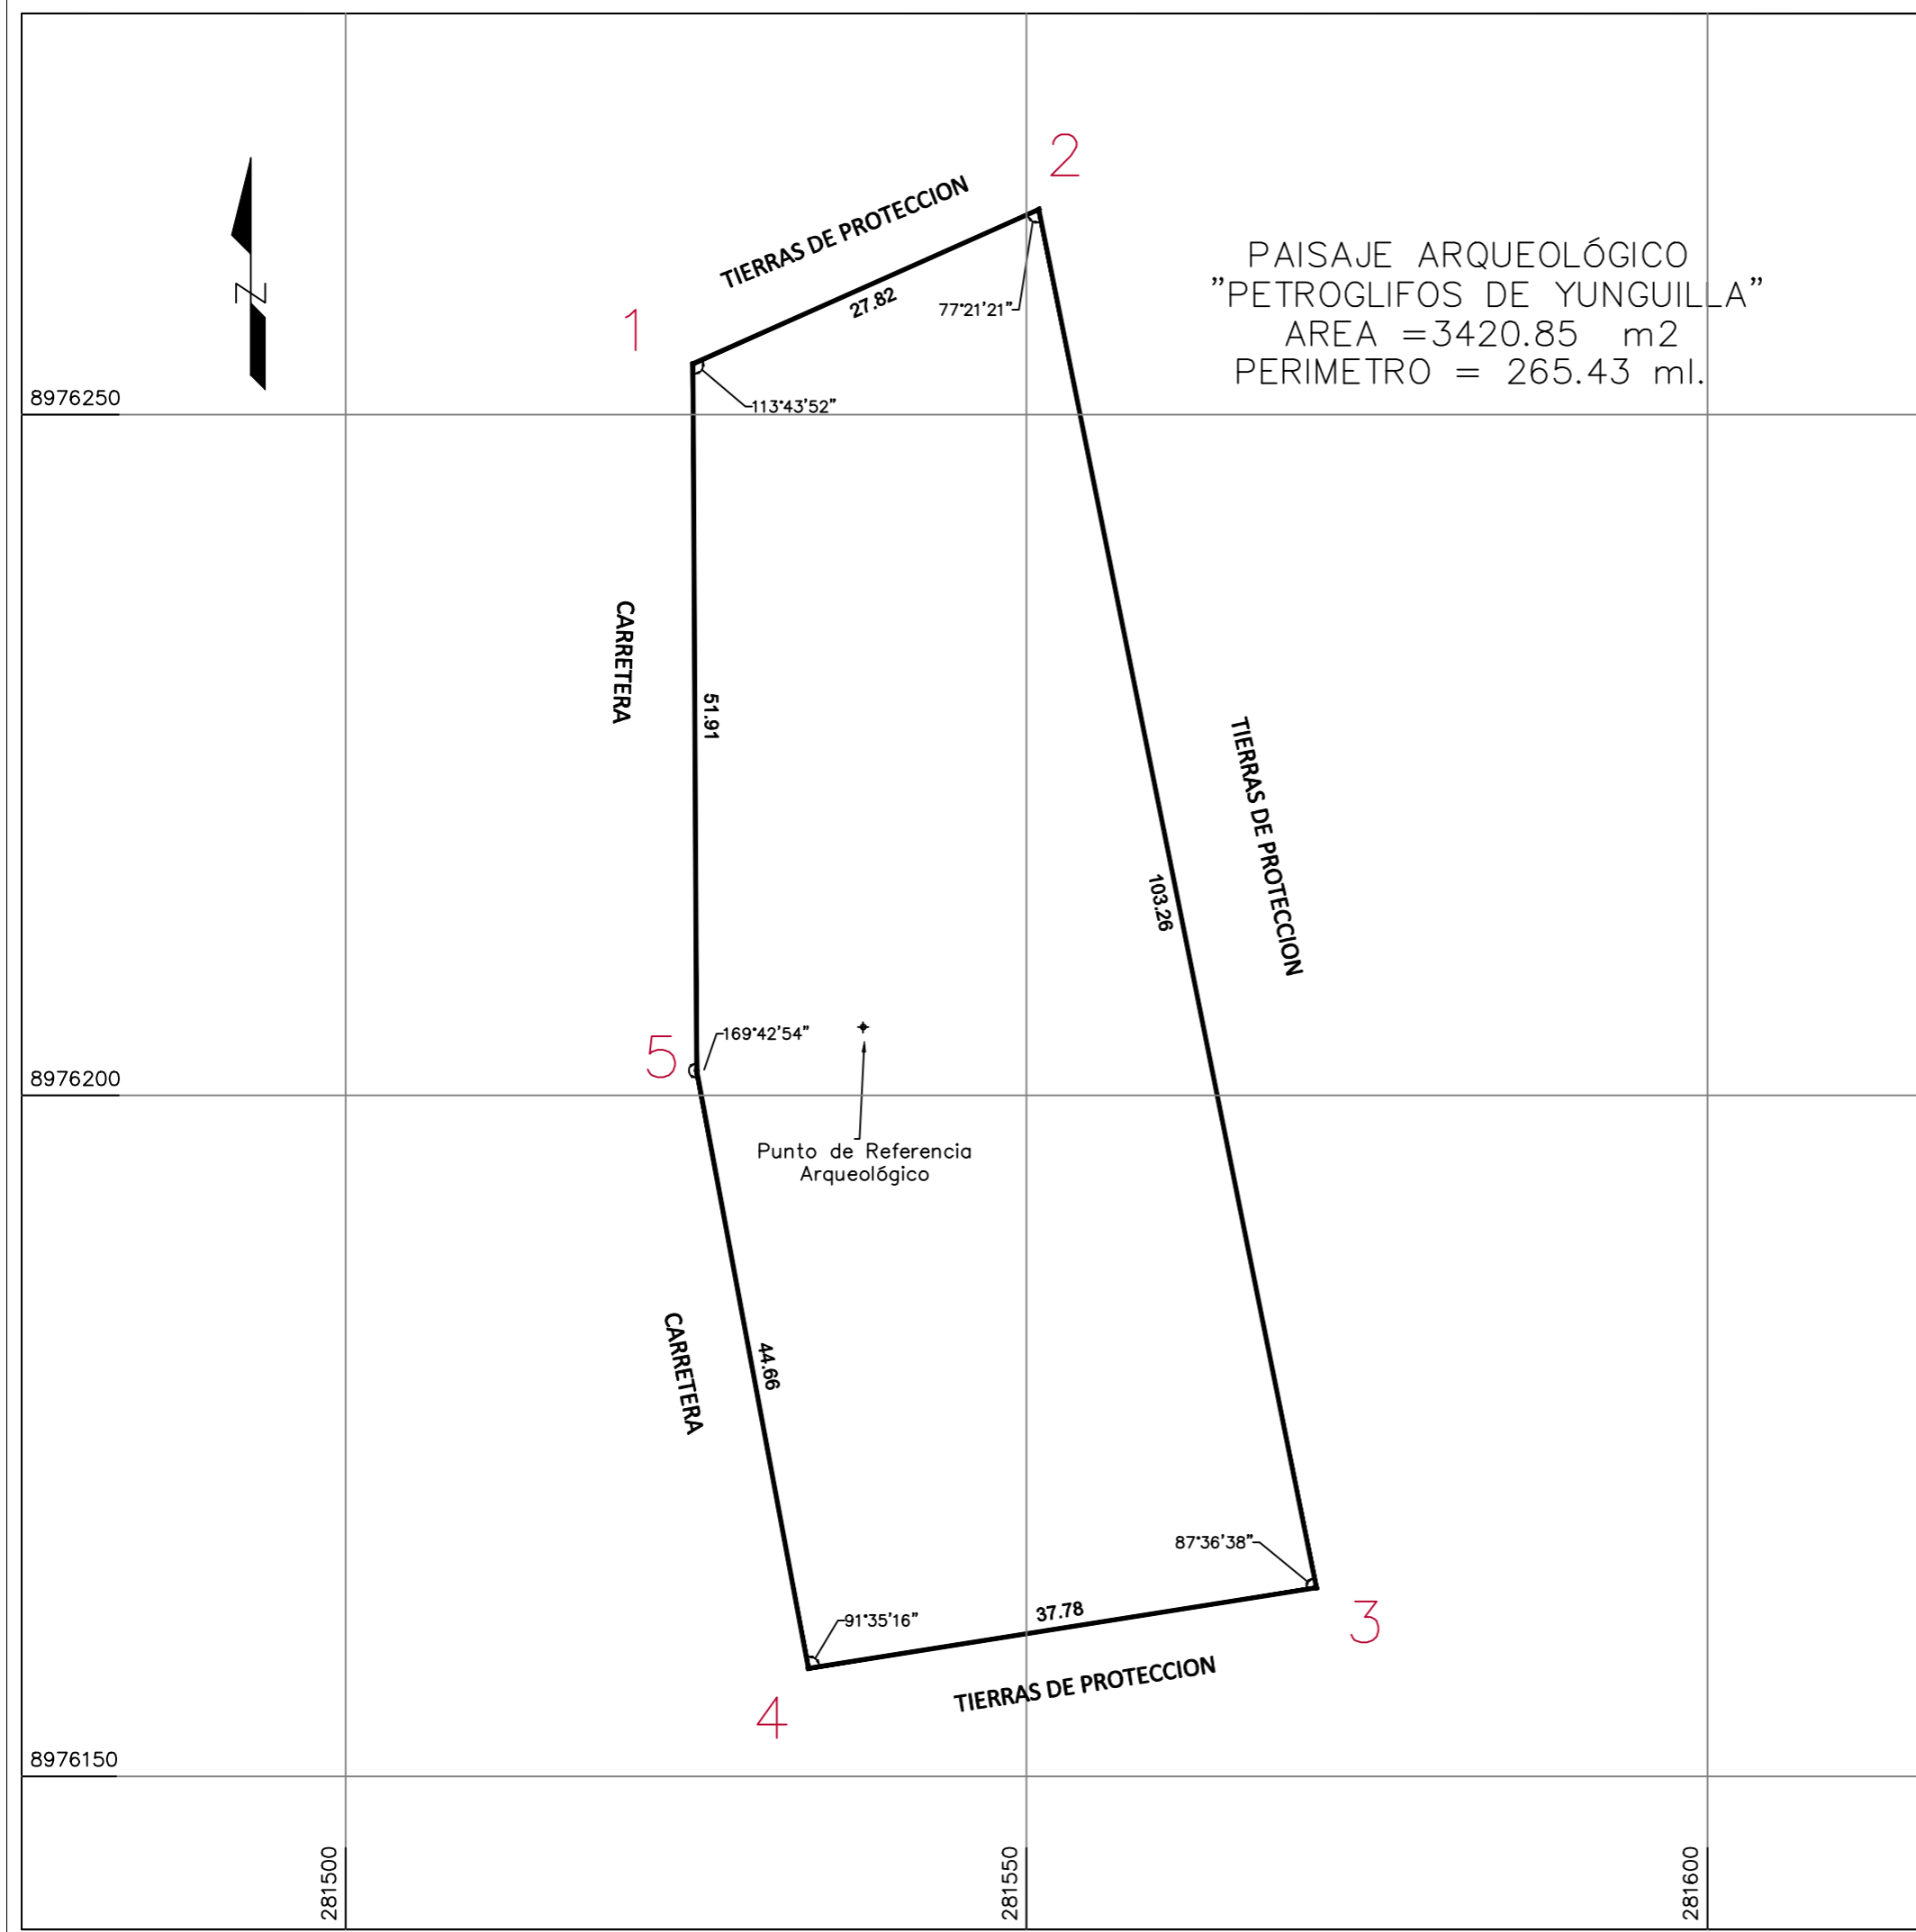 2
TIERRAS DE PROTECCION
27.82
77°21'21"
1
113°43'52"
PAISAJE ARQUEOLÓGICO
"PETROGLIFOS DE YUNGUILLA"
AREA =3420.85 m2
PERIMETRO = 265.43 ml.
N
8976250
CARRETERA
51.91
TIERRAS DE PROTECCION
103.26
5
169°42'54"
8976200
Punto de Referencia
Arqueológico
CARRETERA
44.66
87°36'38"
3
91°35'16"
37.78
TIERRAS DE PROTECCION
4
8976150
281500
281550
281600